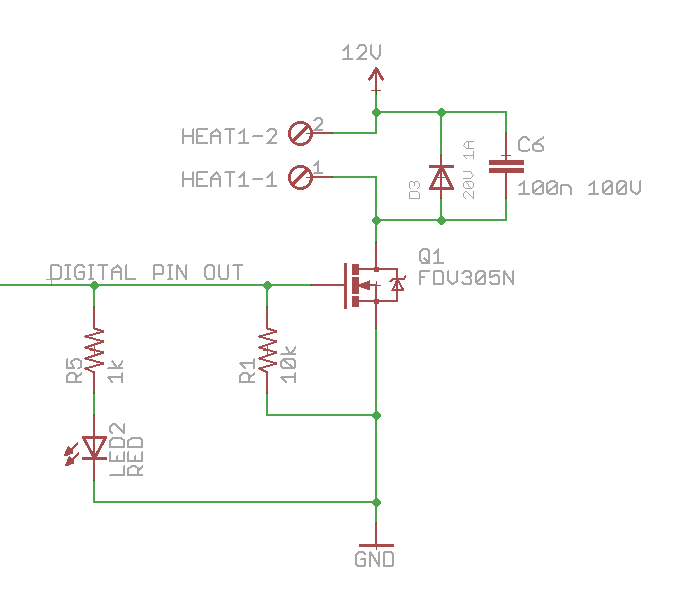 12V
HEAT1-2
2
HEAT1-1
1
D3
20V 1A
C6
100n 100V
DIGITAL PIN OUT
Q1
FDV305N
R5
1k
R1
10k
LED2
RED
GND